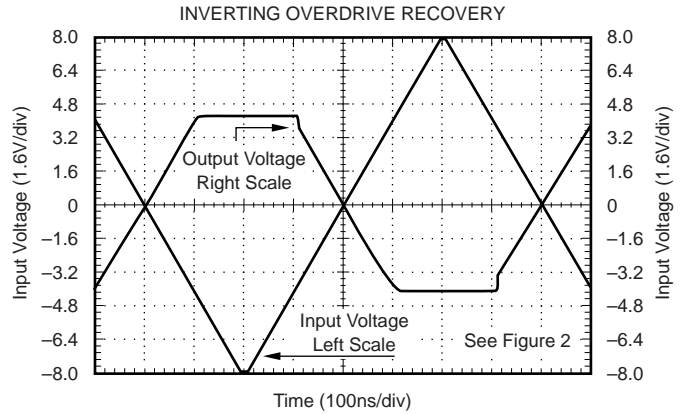 INVERTING OVERDRIVE RECOVERY
8.0
6.4
4.8
3.2
1.6
0
–1.6
–3.2
–4.8
–6.4
–8.0
Input Voltage (1.6V/div)
Output Voltage
Right Scale
Input Voltage
Left Scale
See Figure 2
8.0
6.4
4.8
3.2
1.6
0
–1.6
–3.2
–4.8
–6.4
–8.0
Input Voltage (1.6V/div)
Time (100ns/div)